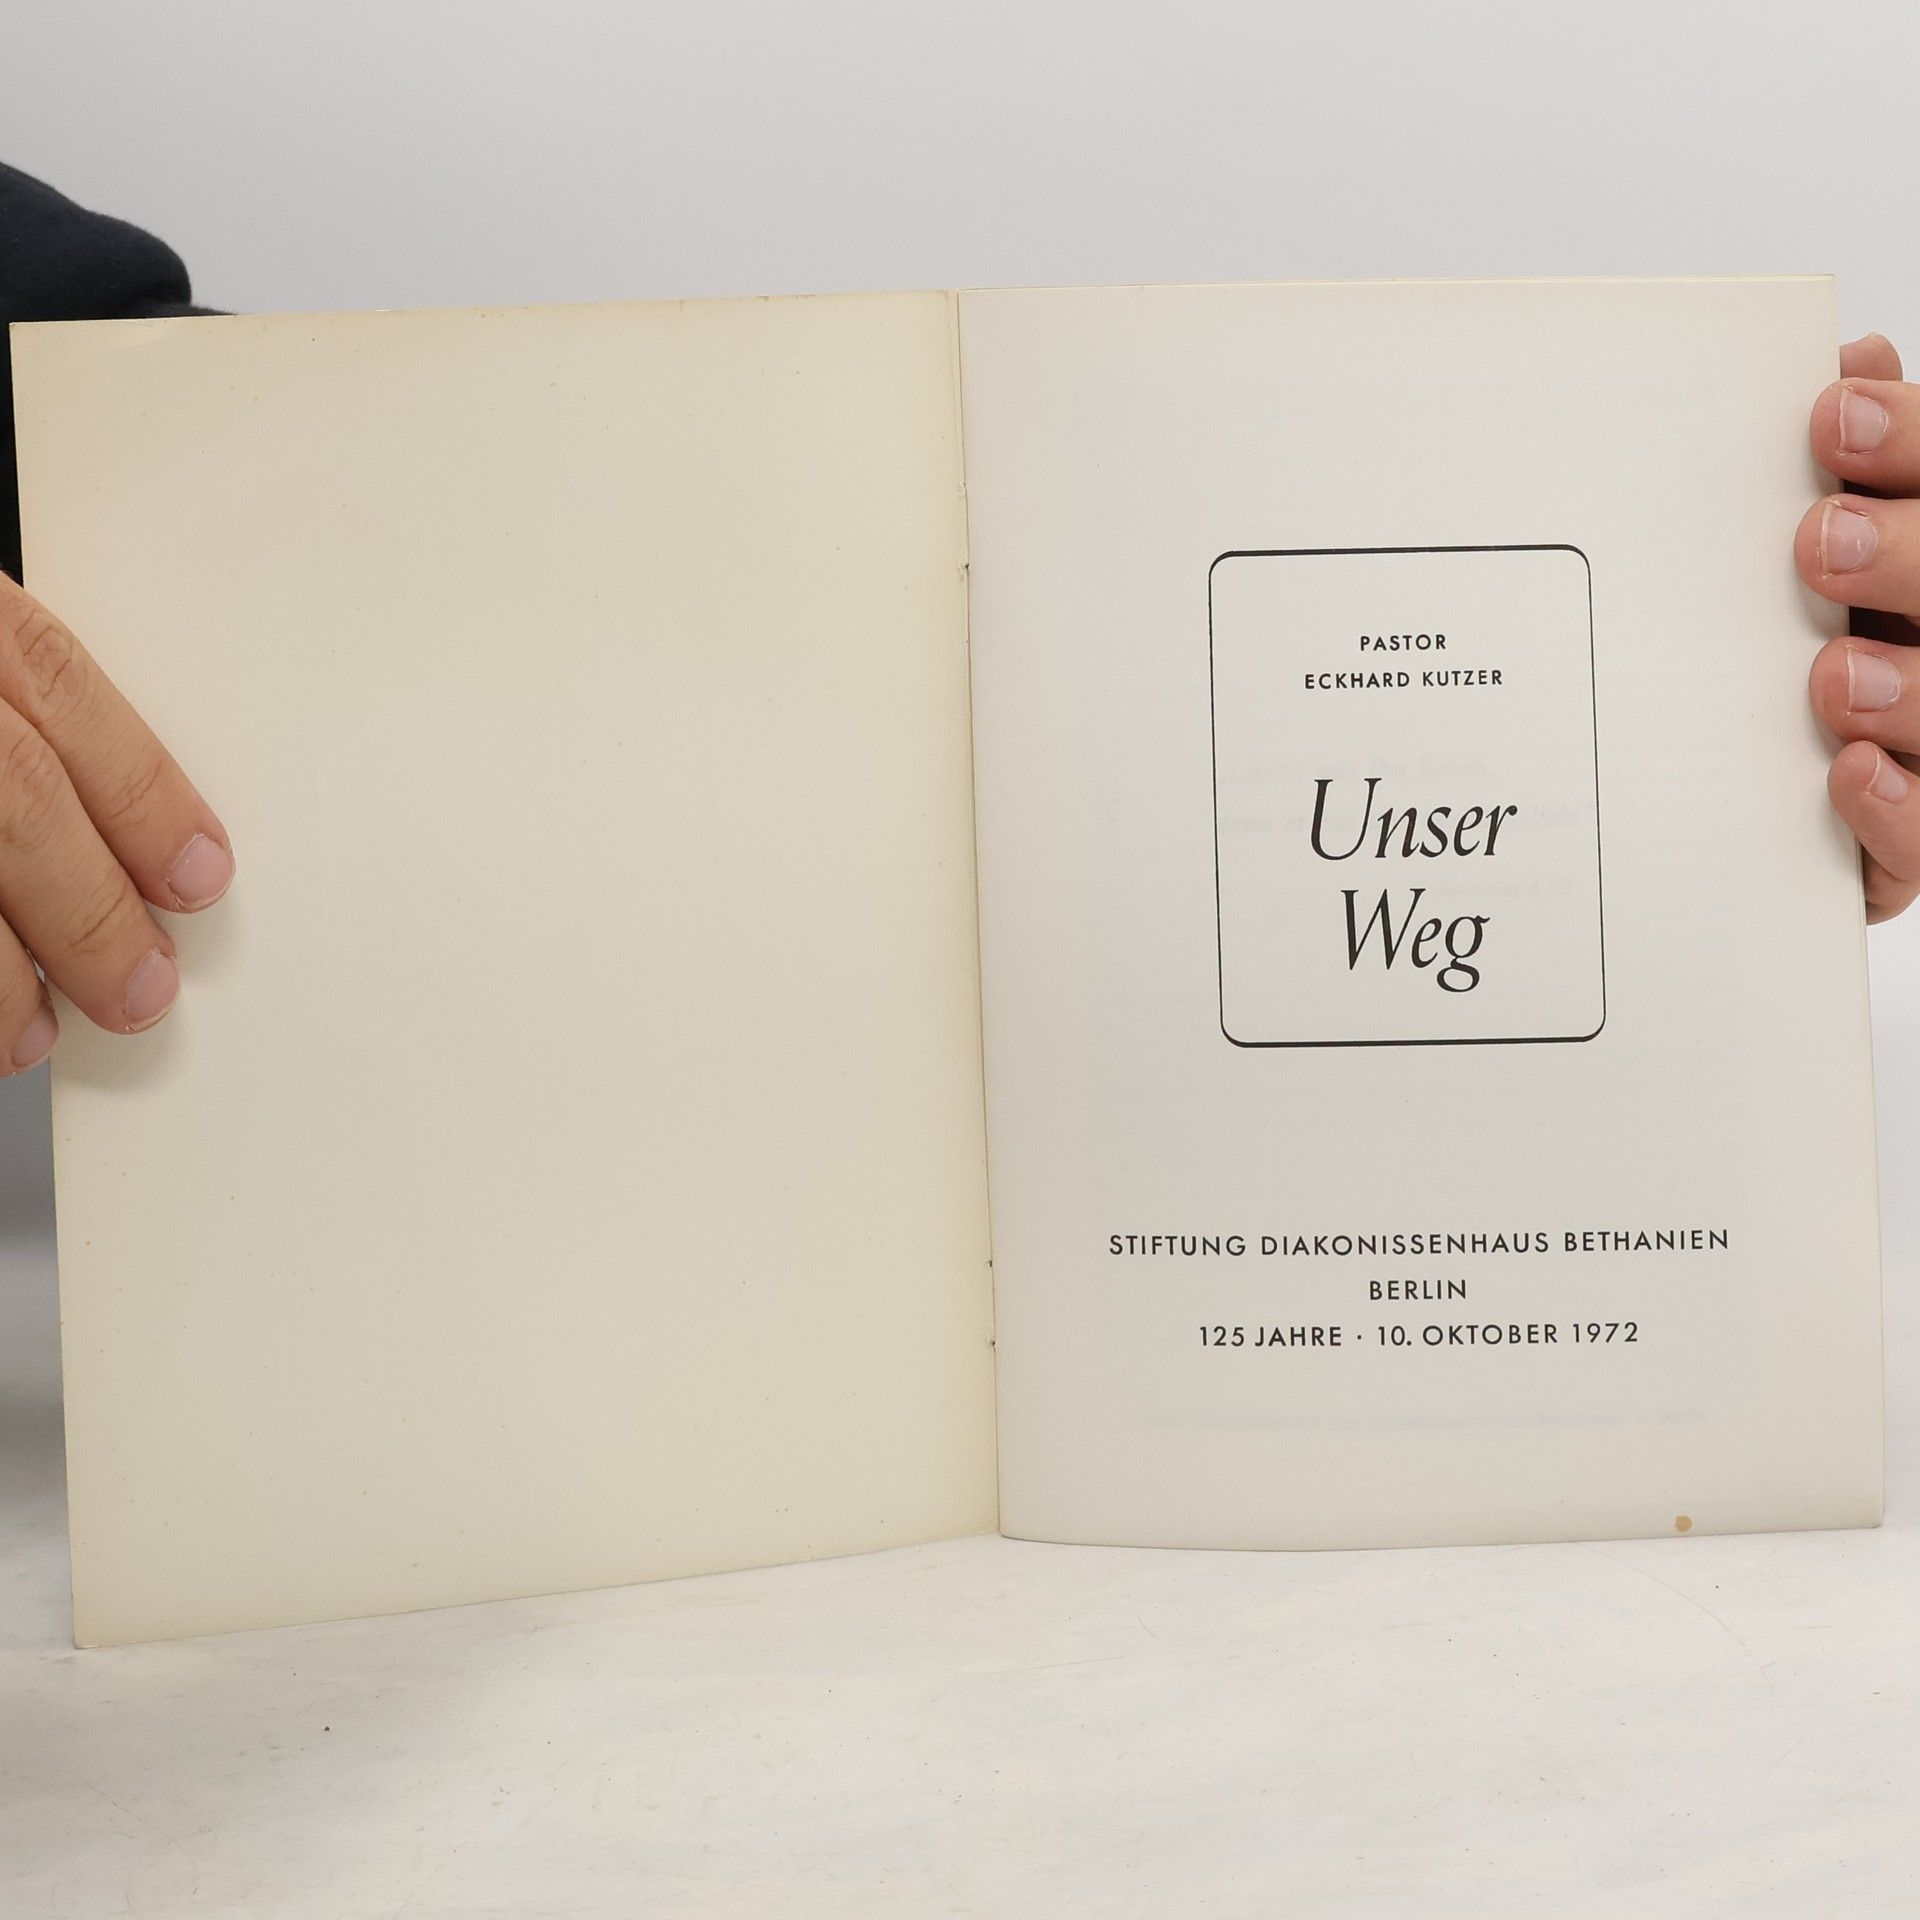 PASTOR
ECKHARD KUTZER
Unser
Weg
STIFTUNG DIAKONISSENHAUS BETHANIEN
BERLIN
125 JAHRE · 10. OKTOBER 1972